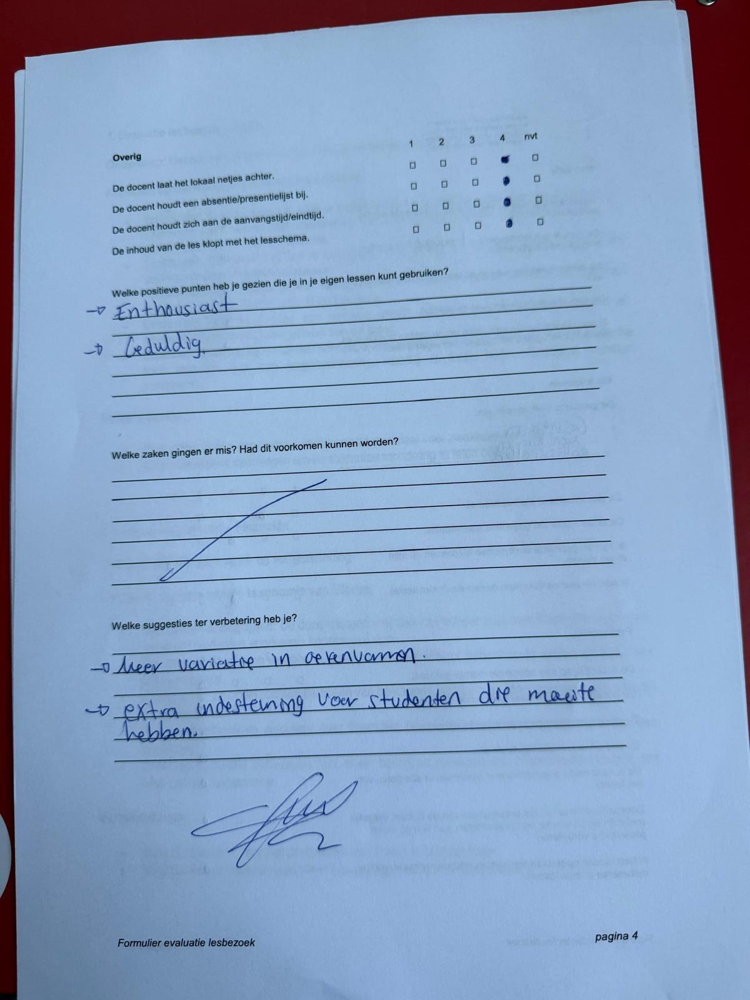 Overig 1 2 3 4 nvt
De docent laat het lokaal netjes achter.
De docent houdt een absentie/presentielijst bij.
De docent houdt zich aan de aanvangstijd/eindtijd.
De inhoud van de les klopt met het lesschema.
Welke positieve punten heb je gezien die je in je eigen lessen kunt gebruiken?
→ Enthousiast
→ Geduldig.
Welke zaken gingen er mis? Had dit voorkomen kunnen worden?
Welke suggesties ter verbetering heb je?
→ Meer variatie in
→ extra voor studenten die moeite
hebben.
Formulier evaluatie lesbezoek pagina 4